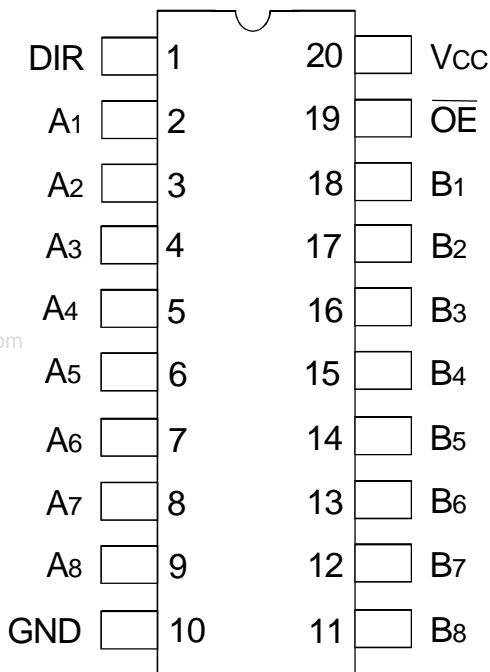 DIR 1 20 VCC
A1 2 19 O̅E̅
A2 3 18 B1
A3 4 17 B2
A4 5 16 B3
om
A5 6 15 B4
A6 7 14 B5
A7 8 13 B6
A8 9 12 B7
GND 10 11 B8